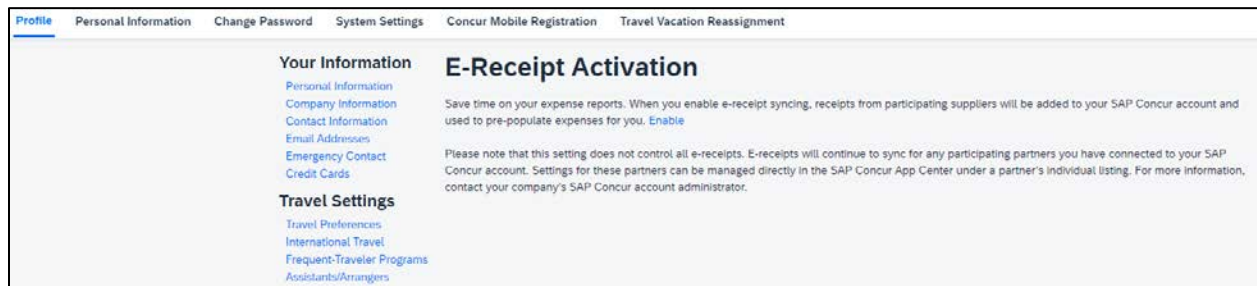 Profile Personal Information Change Password System Settings Concur Mobile Registration Travel Vacation Reassignment
Your Information
Personal Information
Company Information
Contact Information
Email Addresses
Emergency Contact
Credit Cards
Travel Settings
Travel Preferences
International Travel
Frequent-Traveler Programs
Assistants/Arrangers
E-Receipt Activation
Save time on your expense reports. When you enable e-receipt syncing, receipts from participating suppliers will be added to your SAP Concur account and
used to pre-populate expenses for you. Enable
Please note that this setting does not control all e-receipts. E-receipts will continue to sync for any participating partners you have connected to your SAP
Concur account. Settings for these partners can be managed directly in the SAP Concur App Center under a partner's individual listing. For more information,
contact your company's SAP Concur account administrator.